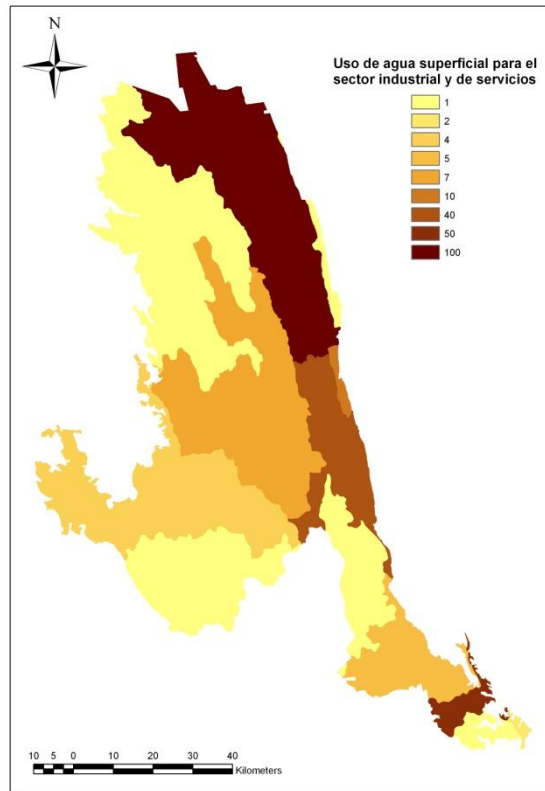 N
Uso de agua superficial para el
sector industrial y de servicios
1
2
4
5
7
10
40
50
100
10 5 0 10 20 30 40
Kilometers